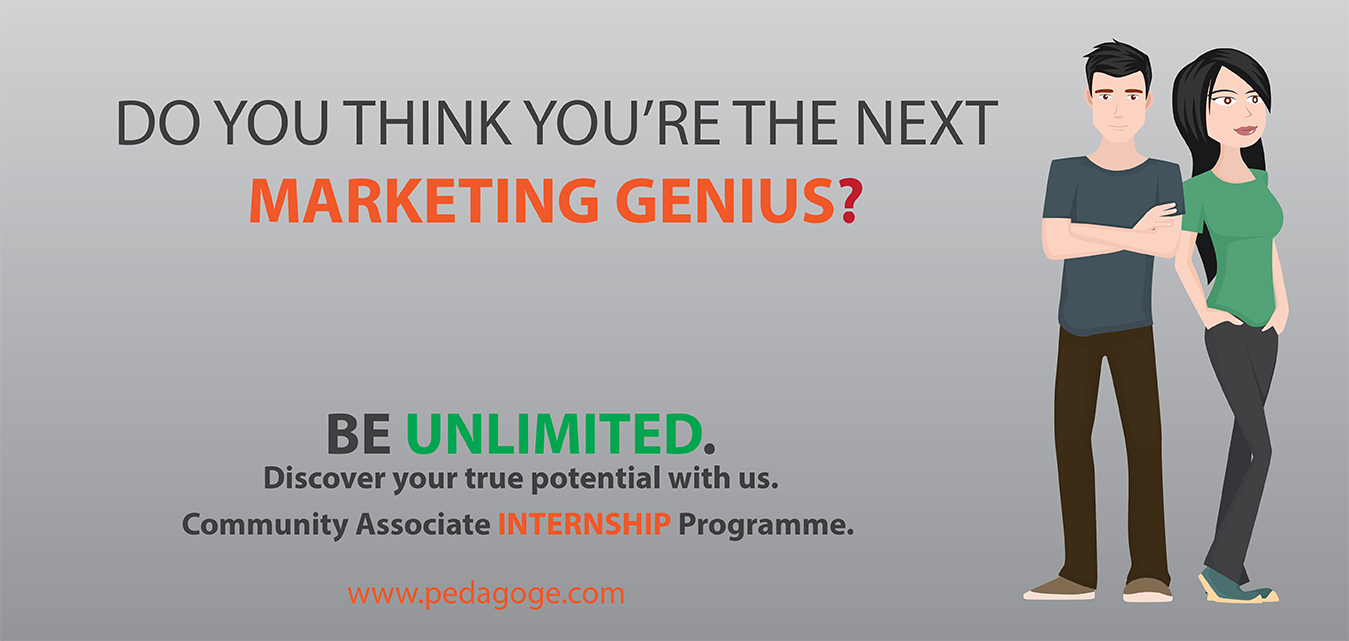 DO YOU THINK YOU’RE THE NEXT
MARKETING GENIUS?
BE UNLIMITED.
Discover your true potential with us.
Community Associate INTERNSHIP Programme.
www.pedagoge.com